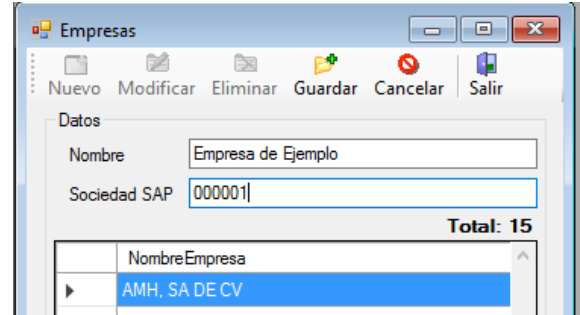 Empresas
Nuevo Modificar Eliminar Guardar Cancelar Salir
Datos
Nombre Empresa de Ejemplo
Sociedad SAP 000001
Total: 15
NombreEmpresa
AMH, SA DE CV